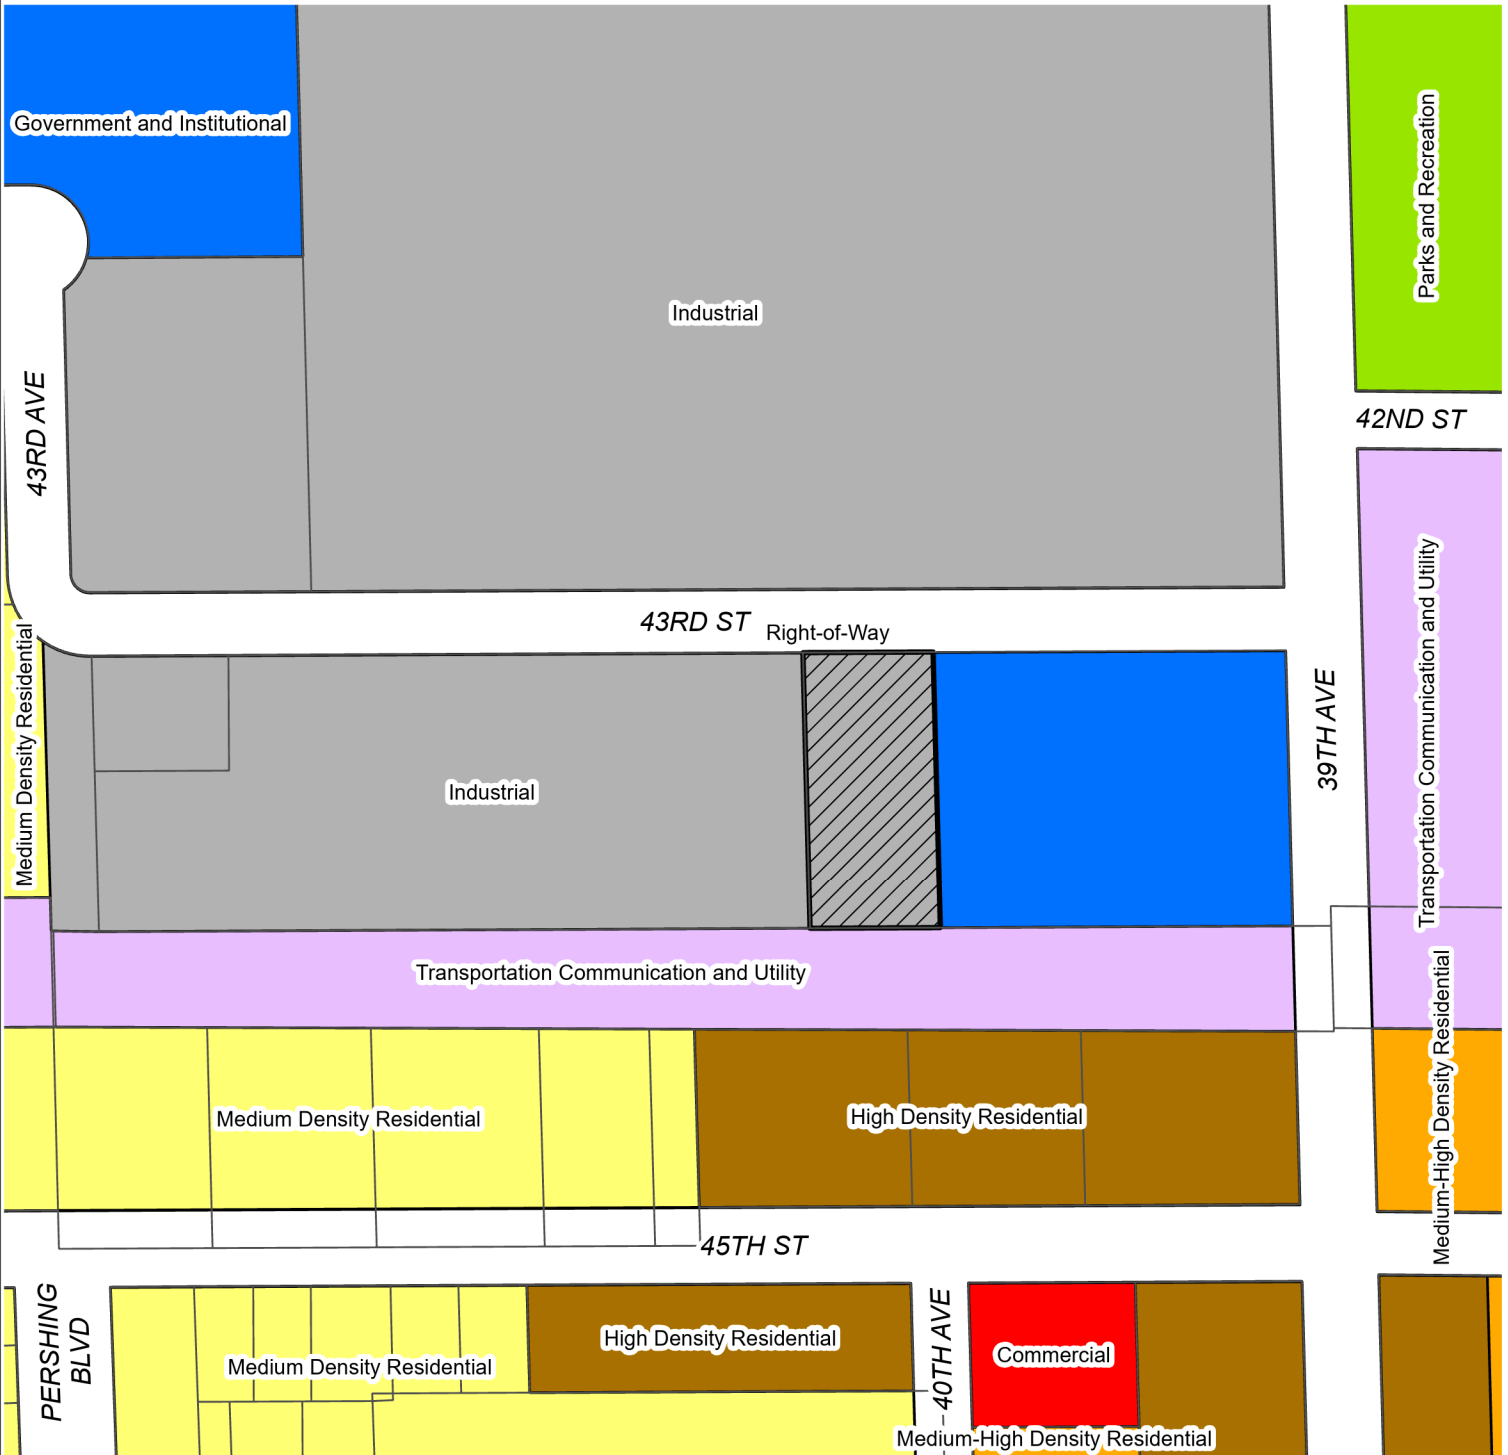 Government and Institutional
Parks and Recreation
Industrial
43RD AVE
42ND ST
43RD ST
Right-of-Way
Medium Density Residential
Industrial
39TH AVE
Transportation Communication and Utility
Transportation Communication and Utility
Medium Density Residential
High Density Residential
Medium-High Density Residential
45TH ST
PERSHING
BLVD
Medium Density Residential
High Density Residential
40TH AVE
Commercial
Medium-High Density Residential